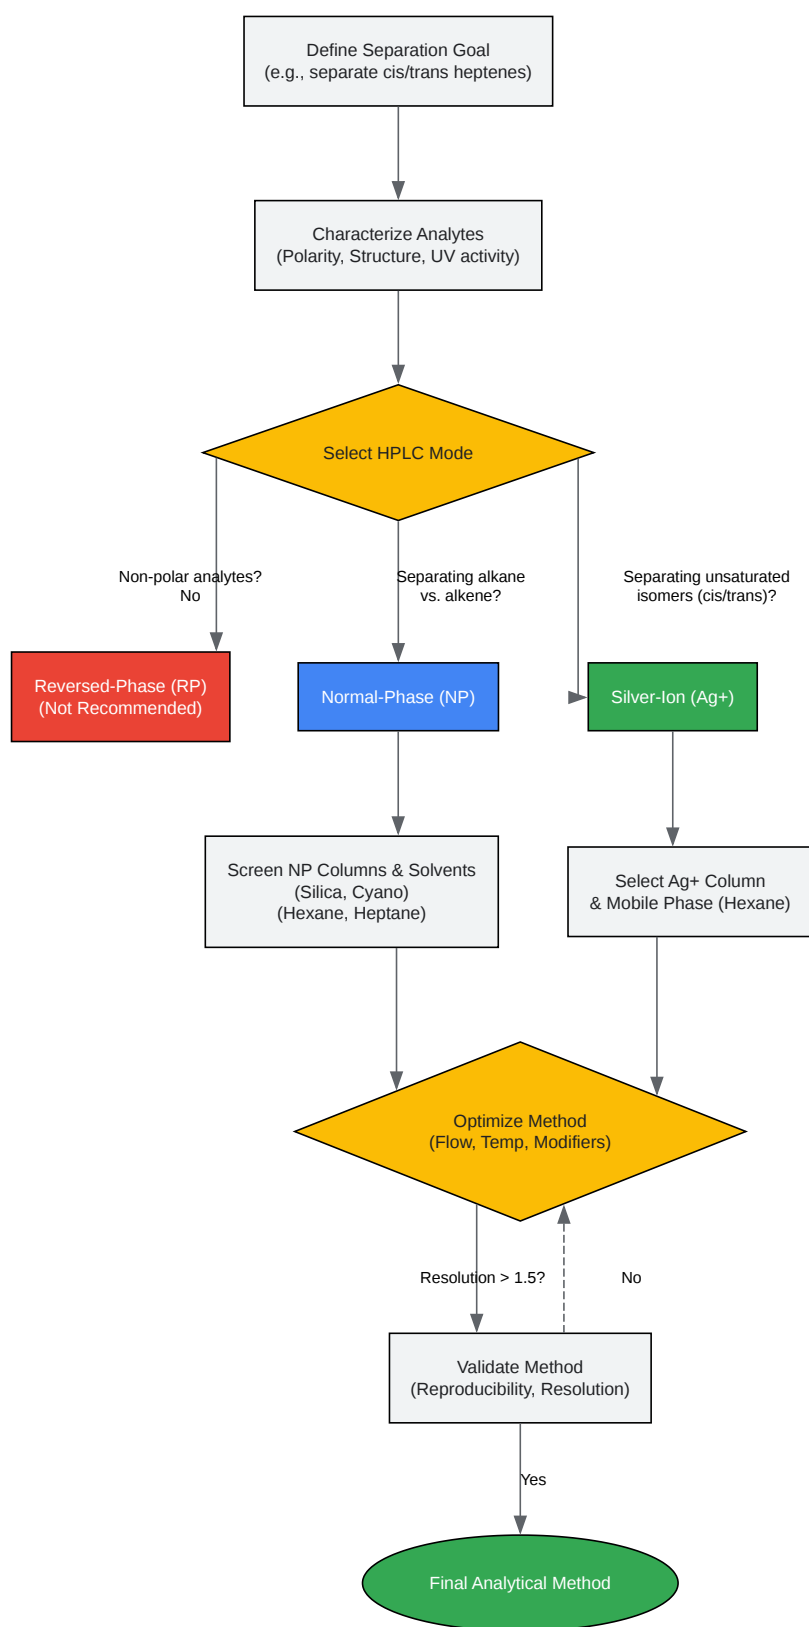 Define Separation Goal
(e.g., separate cis/trans heptenes)
Characterize Analytes
(Polarity, Structure, UV activity)
Select HPLC Mode
Non-polar analytes?
No
Separating alkane
vs. alkene?
Separating unsaturated
isomers (cis/trans)?
Reversed-Phase (RP)
(Not Recommended)
Normal-Phase (NP)
Silver-Ion (Ag+)
Screen NP Columns & Solvents
(Silica, Cyano)
(Hexane, Heptane)
Select Ag+ Column
& Mobile Phase (Hexane)
Optimize Method
(Flow, Temp, Modifiers)
Resolution > 1.5?
No
Validate Method
(Reproducibility, Resolution)
Yes
Final Analytical Method